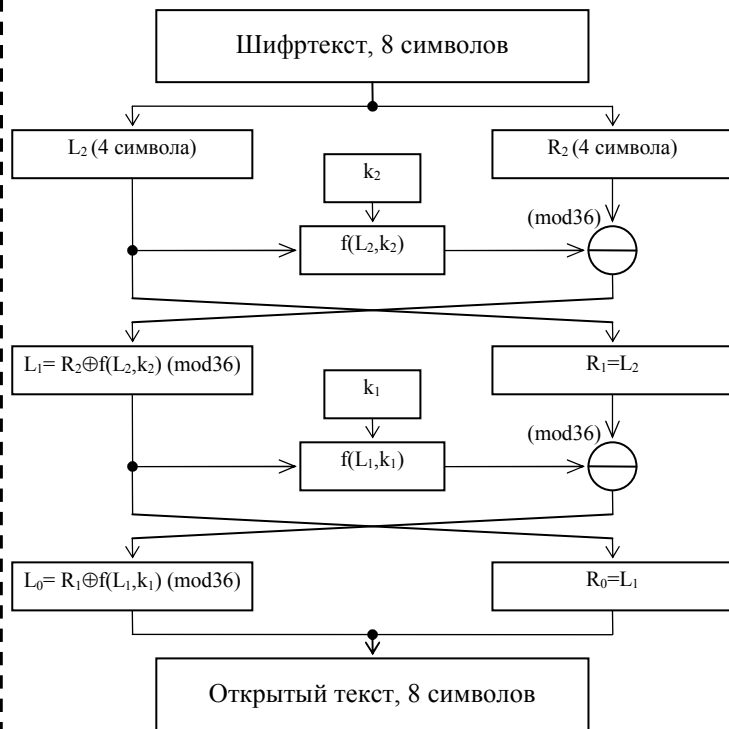 Шифртекст, 8 символов
L₂ (4 символа)
R₂ (4 символа)
k₂
(mod36)
f(L₂,k₂)
L₁= R₂⊕f(L₂,k₂) (mod36)
R₁=L₂
k₁
(mod36)
f(L₁,k₁)
L₀= R₁⊕f(L₁,k₁) (mod36)
R₀=L₁
Открытый текст, 8 символов